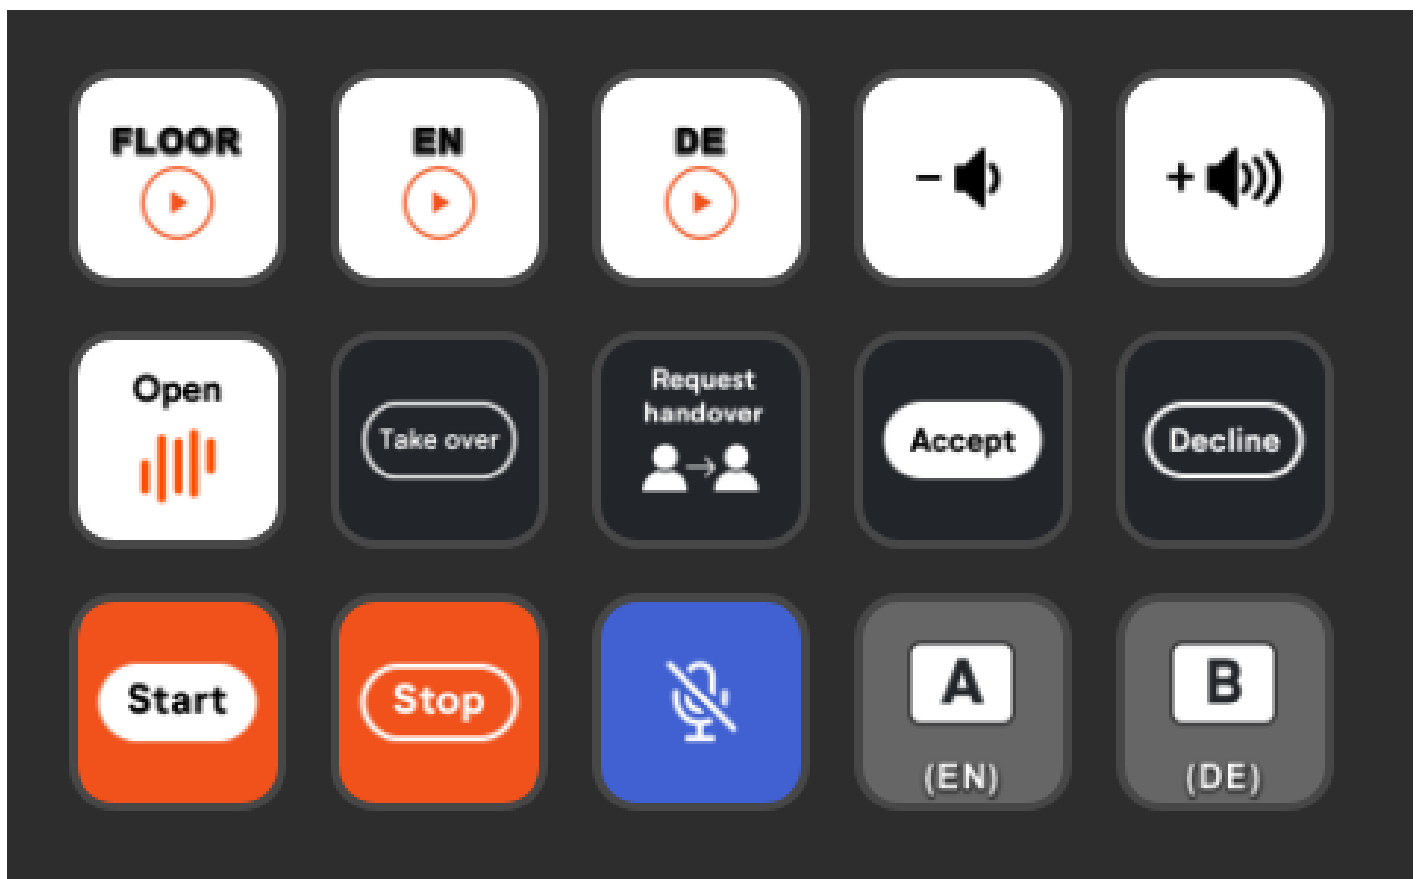 FLOOR
EN
DE
-
+
Open
Take over
Request
handover
Accept
Decline
Start
Stop
A
(EN)
B
(DE)